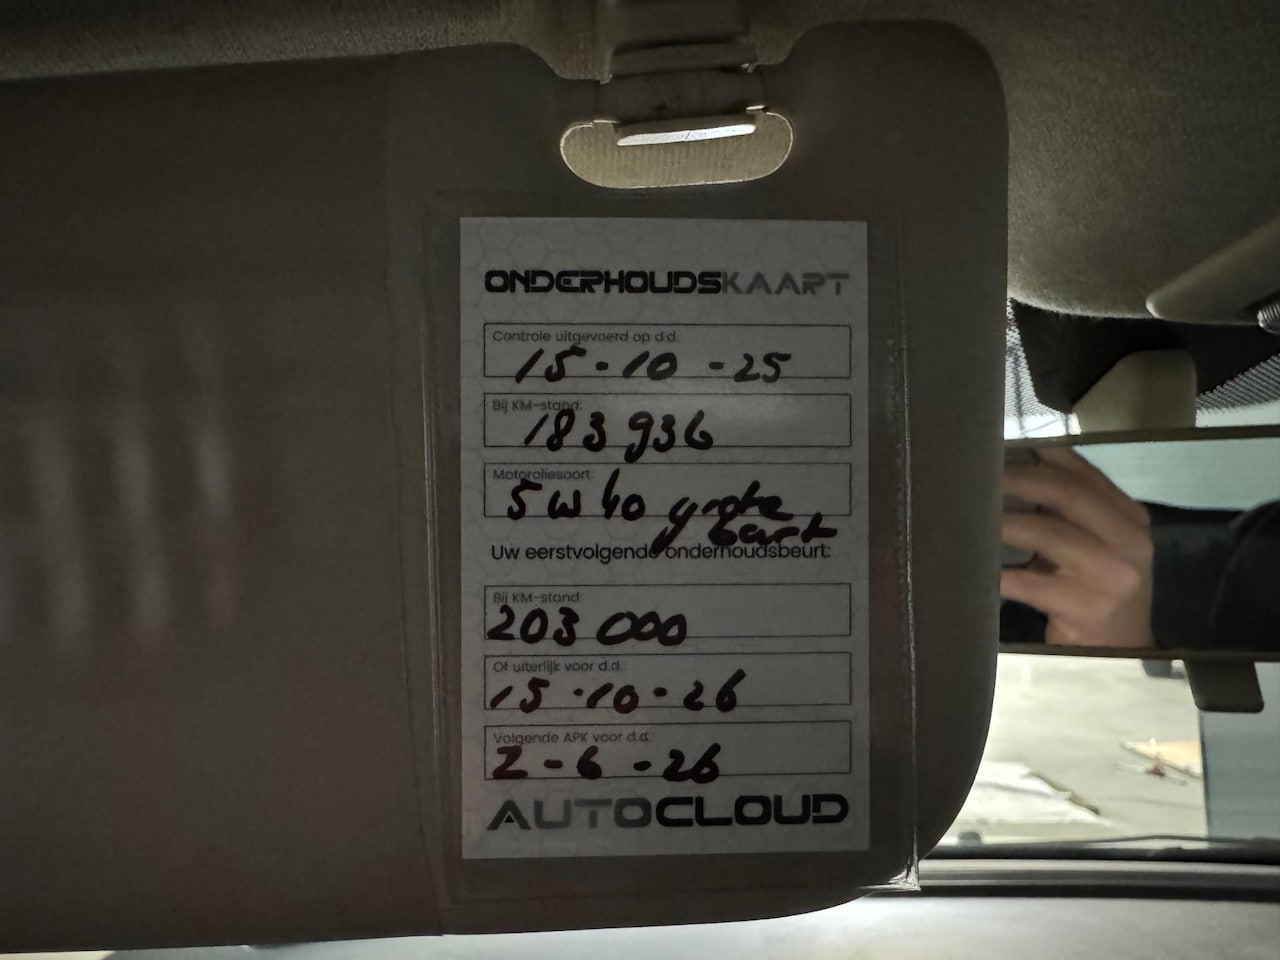 ONDERHOUDSKAART
Controle uitgevoerd op d.d.
15-10-25
Bij KM-stand:
183936
Motoroliesoort:
5W40 grote
beurt
Uw eerstvolgende onderhoudsbeurt:
Bij KM-stand:
203000
Of uiterlijk voor d.d.
15-10-26
Volgende APK voor d.d.
2-6-26
AUTOCLOUD